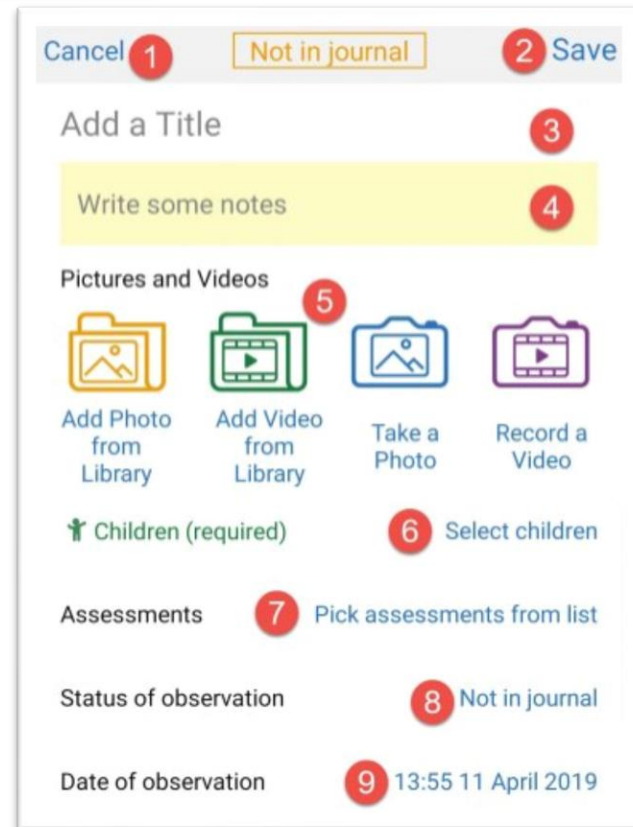 Cancel 1 Not in journal 2 Save
Add a Title 3
Write some notes 4
Pictures and Videos 5
Add Photo
from
Library
Add Video
from
Library
Take a
Photo
Record a
Video
Children (required) 6 Select children
Assessments 7 Pick assessments from list
Status of observation 8 Not in journal
Date of observation 9 13:55 11 April 2019